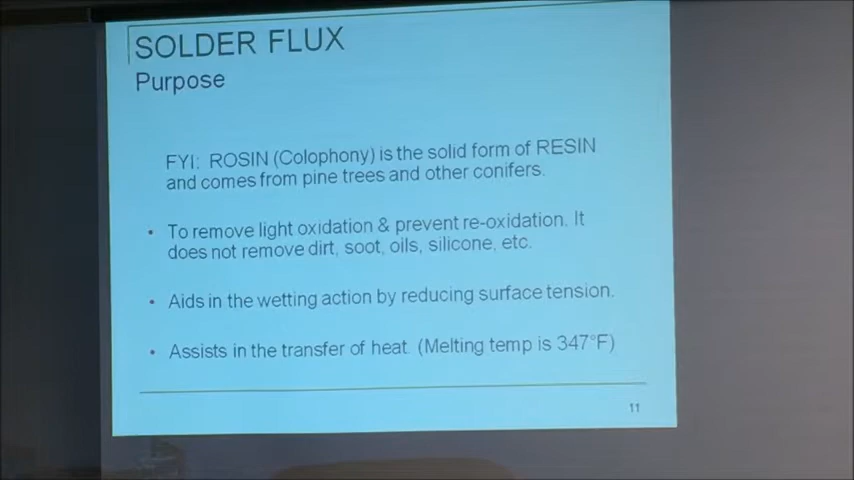 SOLDER FLUX
Purpose
FYI: ROSIN (Colophony) is the solid form of RESIN
and comes from pine trees and other conifers.
• To remove light oxidation & prevent re-oxidation. It
does not remove dirt, soot, oils, silicone, etc.
• Aids in the wetting action by reducing surface tension.
• Assists in the transfer of heat. (Melting temp is 347°F)
11